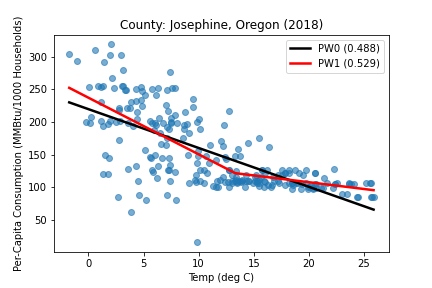 County: Josephine, Oregon (2018)
PW0 (0.488)
PW1 (0.529)
Per-Capita Consumption (MMBtu/1000 Households)
300
250
200
150
100
50
0 5 10 15 20 25
Temp (deg C)